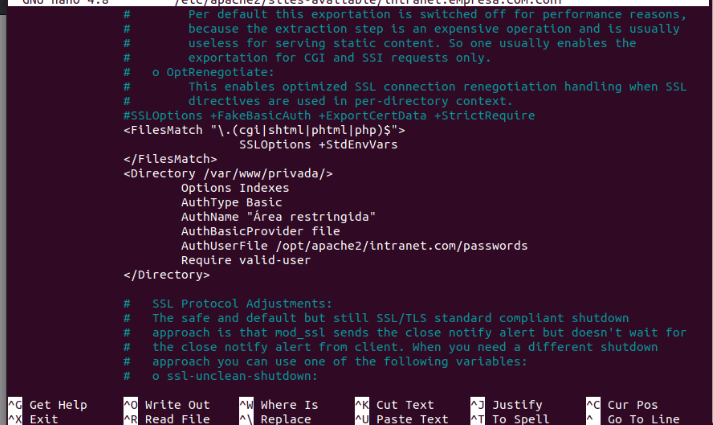 GNU nano 4.8 /etc/apache2/sites-available/intranet.empresa.com.conf
# Per default this exportation is switched off for performance reasons,
# because the extraction step is an expensive operation and is usually
# useless for serving static content. So one usually enables the
# exportation for CGI and SSI requests only.
# o OptRenegotiate:
# This enables optimized SSL connection renegotiation handling when SSL
# directives are used in per-directory context.
#SSLOptions +FakeBasicAuth +ExportCertData +StrictRequire
<FilesMatch "\.(cgi|shtml|phtml|php)$">
SSLOptions +StdEnvVars
</FilesMatch>
<Directory /var/www/privada/>
Options Indexes
AuthType Basic
AuthName "Área restringida"
AuthBasicProvider file
AuthUserFile /opt/apache2/intranet.com/passwords
Require valid-user
</Directory>
# SSL Protocol Adjustments:
# The safe and default but still SSL/TLS standard compliant shutdown
# approach is that mod_ssl sends the close notify alert but doesn't wait for
# the close notify alert from client. When you need a different shutdown
# approach you can use one of the following variables:
# o ssl-unclean-shutdown:
^G Get Help ^O Write Out ^W Where Is ^K Cut Text ^J Justify ^C Cur Pos
^X Exit ^R Read File ^\ Replace ^U Paste Text ^T To Spell ^_ Go To Line